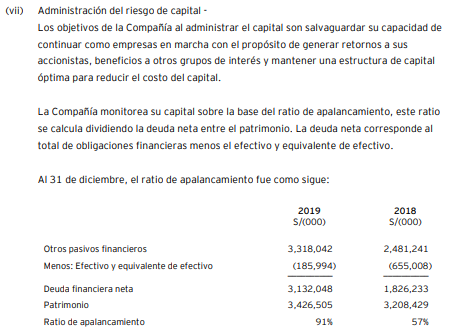 (vii) Administración del riesgo de capital -
Los objetivos de la Compañía al administrar el capital son salvaguardar su capacidad de
continuar como empresas en marcha con el propósito de generar retornos a sus
accionistas, beneficios a otros grupos de interés y mantener una estructura de capital
óptima para reducir el costo del capital.
La Compañía monitorea su capital sobre la base del ratio de apalancamiento, este ratio
se calcula dividiendo la deuda neta entre el patrimonio. La deuda neta corresponde al
total de obligaciones financieras menos el efectivo y equivalente de efectivo.
Al 31 de diciembre, el ratio de apalancamiento fue como sigue:
2019 2018
S/(000) S/(000)
Otros pasivos financieros 3,318,042 2,481,241
Menos: Efectivo y equivalente de efectivo (185,994) (655,008)
Deuda financiera neta 3,132,048 1,826,233
Patrimonio 3,426,505 3,208,429
Ratio de apalancamiento 91% 57%